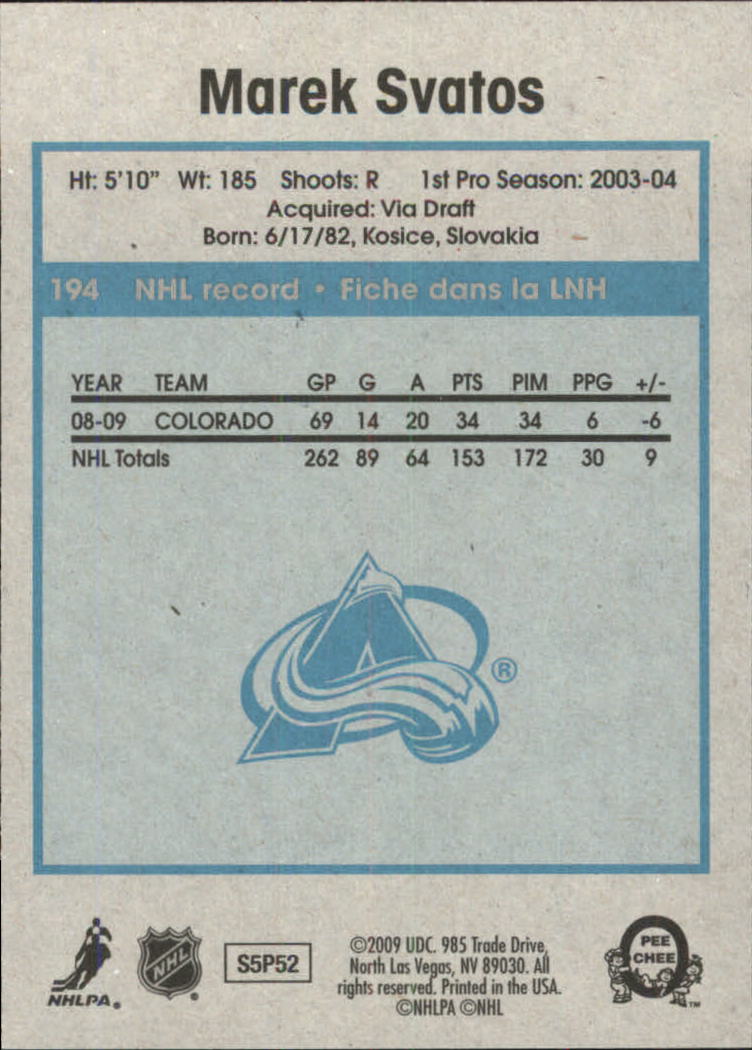 Marek Svatos
Ht: 5'10" Wt: 185 Shoots: R 1st Pro Season: 2003-04
Acquired: Via Draft
Born: 6/17/82, Kosice, Slovakia
194 NHL record • Fiche dans la LNH
YEAR TEAM GP G A PTS PIM PPG +/-
08-09 COLORADO 69 14 20 34 34 6 -6
NHL Totals 262 89 64 153 172 30 9
®
NHLPA®
NHL ®
S5P52
©2009 UDC. 985 Trade Drive,
North Las Vegas, NV 89030. All
rights reserved. Printed in the USA.
©NHLPA ©NHL
O
PEE
CHEE
™